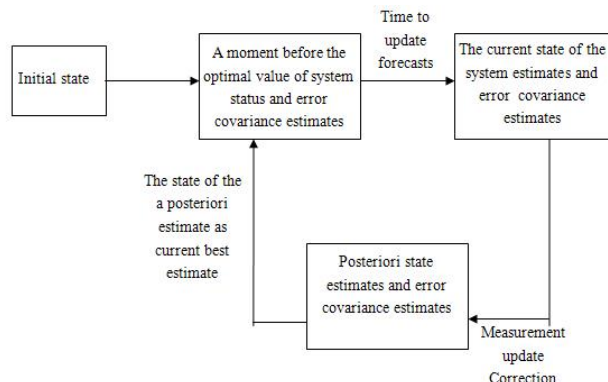 Initial state
A moment before the
optimal value of system
status and error
covariance estimates
Time to
update
forecasts
The current state of the
system estimates and
error covariance
estimates
The state of the
a posteriori
estimate as
current best
estimate
Posteriori state
estimates and error
covariance estimates
Measurement
update
Correction